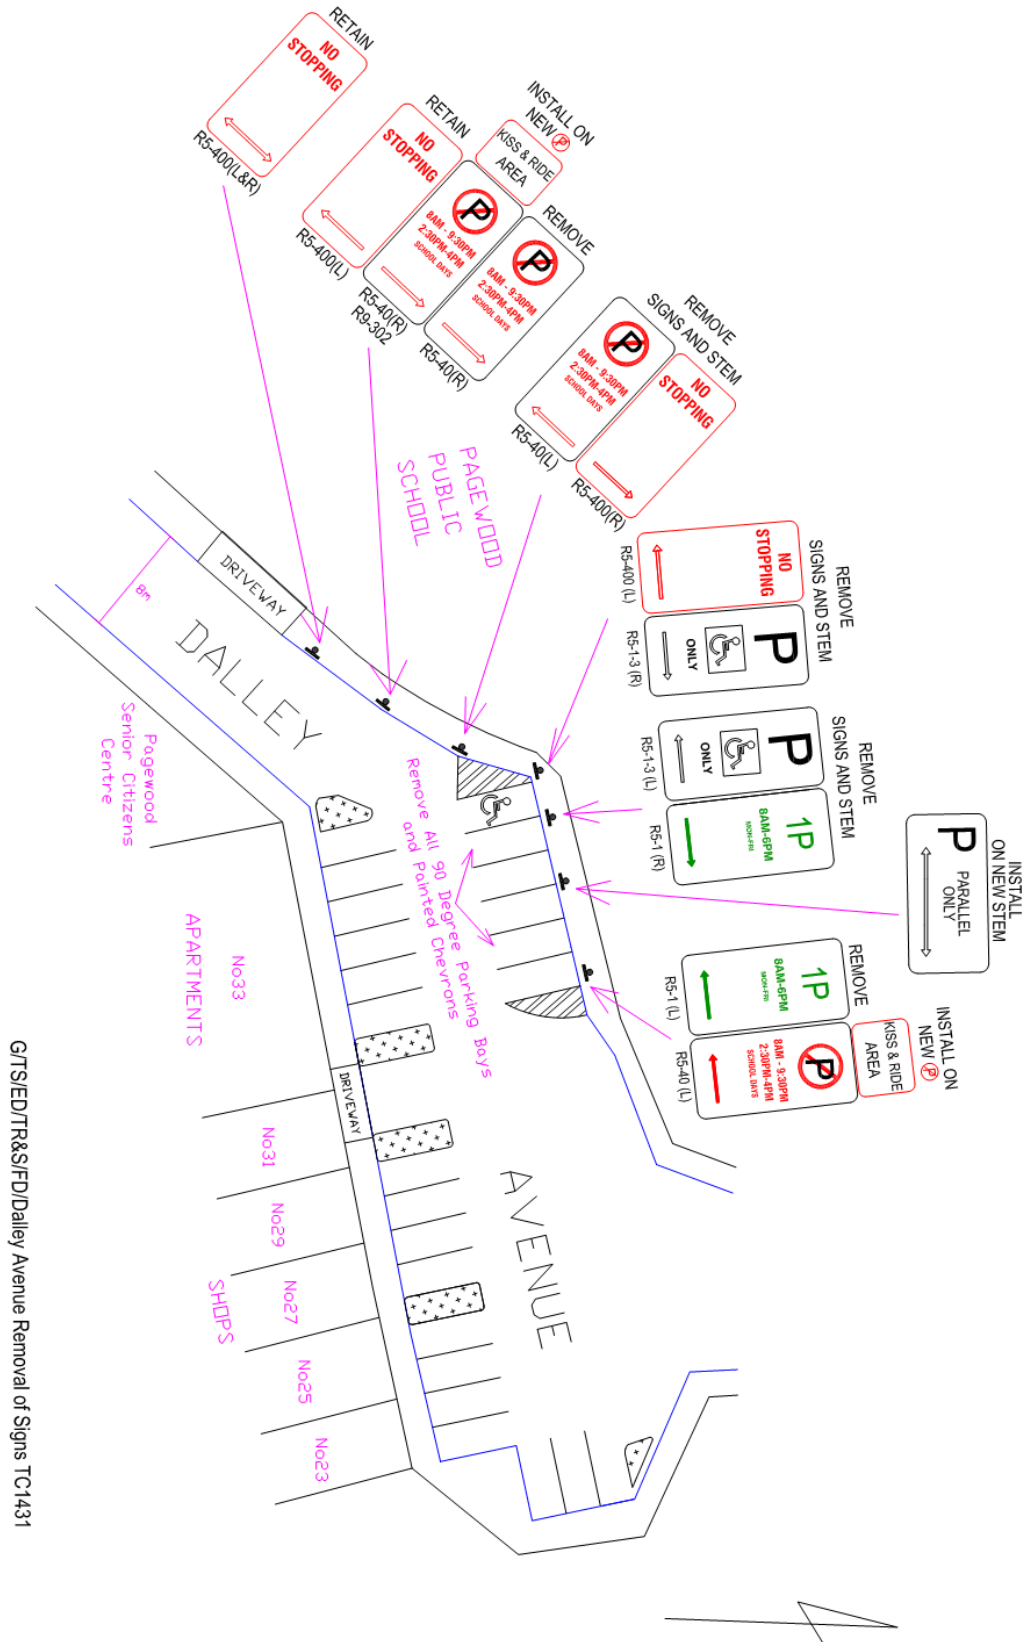 RETAIN
NO
STOPPING
R5-400(L&R)
RETAIN
NO
STOPPING
R5-400(L)
INSTALL ON
NEW P
KISS & RIDE
AREA
P
8AM - 9:30PM
2:30PM-4PM
SCHOOL DAYS
R5-40(R)
R9-302
REMOVE
P
8AM - 9:30PM
2:30PM-4PM
SCHOOL DAYS
R5-40(R)
REMOVE
SIGNS AND STEM
P
8AM - 9:30PM
2:30PM-4PM
SCHOOL DAYS
R5-40(L)
NO
STOPPING
R5-400(R)
PAGEWOOD
PUBLIC
SCHOOL
REMOVE
SIGNS AND STEM
NO
STOPPING
R5-400 (L)
P
ONLY
R5-1-3 (R)
REMOVE
SIGNS AND STEM
P
ONLY
R5-1-3 (L)
1P
8AM-6PM
MON-FRI
R5-1 (R)
INSTALL
ON NEW STEM
P
PARALLEL
ONLY
REMOVE
1P
8AM-6PM
MON-FRI
R5-1 (L)
INSTALL ON
NEW P
KISS & RIDE
AREA
P
8AM - 9:30PM
2:30PM-4PM
SCHOOL DAYS
R5-40 (L)
DRIVEWAY
8m
DALLEY
AVENUE
Remove All 90 Degree Parking Bays
and Painted Chevrons
Pagewood
Senior Citizens
Centre
No33
APARTMENTS
DRIVEWAY
No31
No29
No27
SHOPS
No25
No23
G/TS/ED/TR&S/FD/Dalley Avenue Removal of Signs TC1431